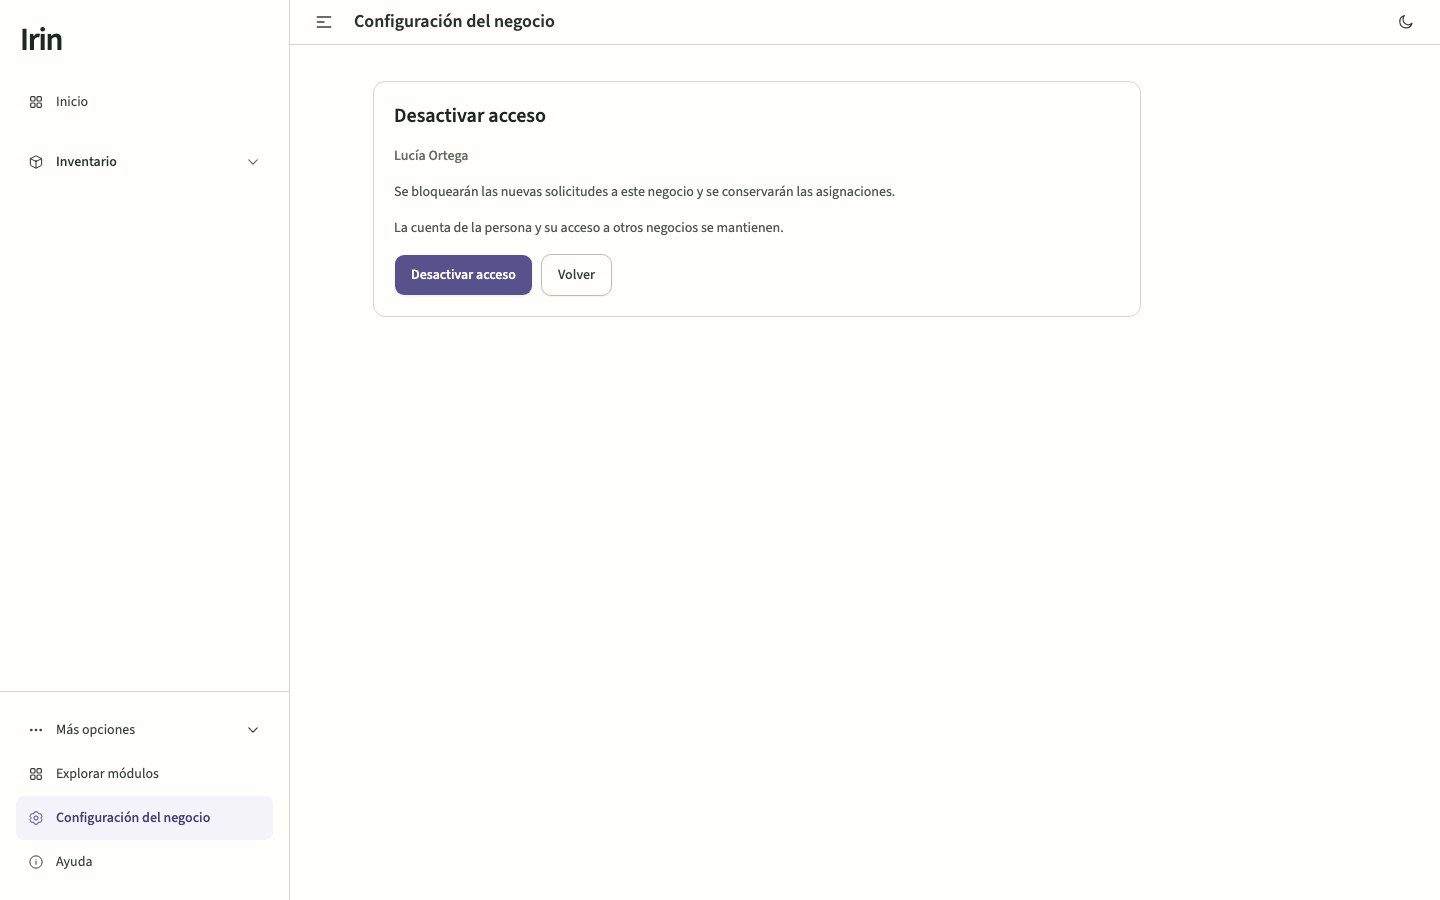 Irin
Inicio
Inventario
Más opciones
Explorar módulos
Configuración del negocio
Ayuda
Configuración del negocio
Desactivar acceso
Lucía Ortega
Se bloquearán las nuevas solicitudes a este negocio y se conservarán las asignaciones.
La cuenta de la persona y su acceso a otros negocios se mantienen.
Desactivar acceso
Volver